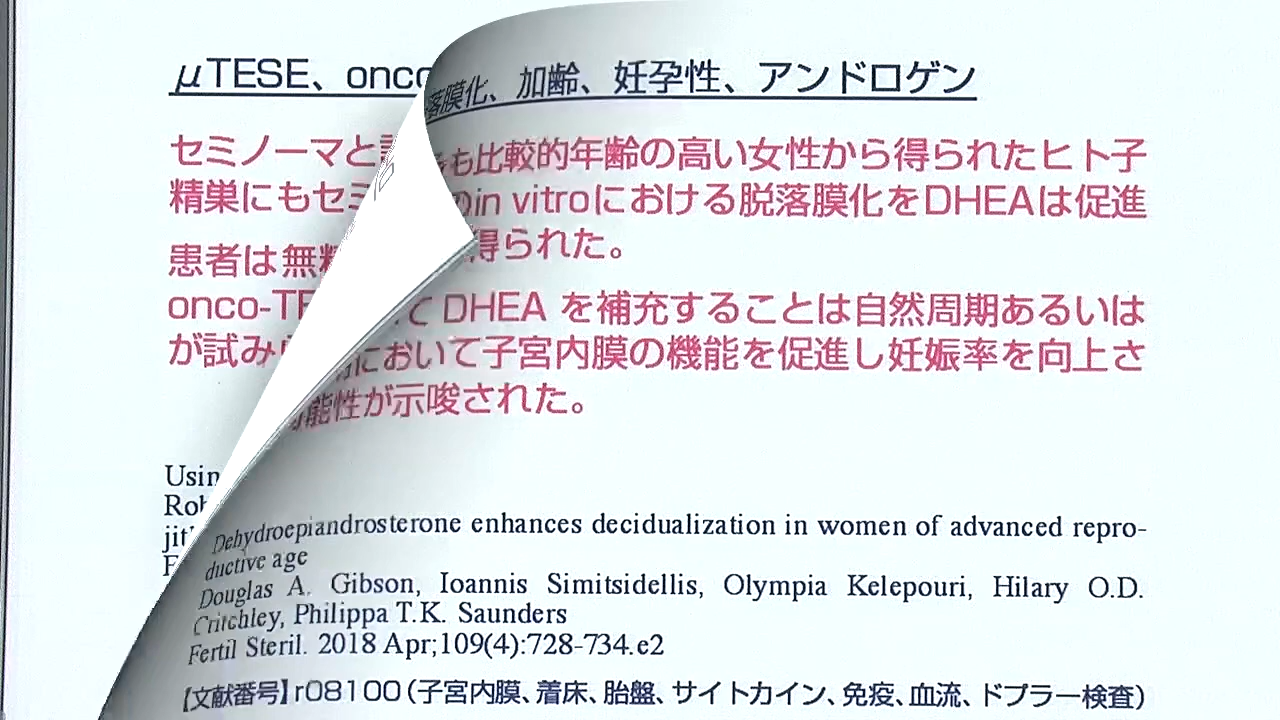 μTESE、onco
落膜化、加齢、妊孕性、アンドロゲン
セミノーマと
も比較的年齢の高い女性から得られたヒト子
精巣にもセミ
in vitroにおける脱落膜化をDHEAは促進
患者は無
得られた。
onco-TE
て DHEA を補充することは自然周期あるいは
が試み
において子宮内膜の機能を促進し妊娠率を向上さ
能性が示唆された。
Usin
Rob
jit
F
Dehydroepiandrosterone enhances decidualization in women of advanced repro-
ductive age
Douglas A. Gibson, Ioannis Simitsidellis, Olympia Kelepouri, Hilary O.D.
Critchley, Philippa T.K. Saunders
Fertil Steril. 2018 Apr;109(4):728-734.e2
【文献番号】r08100（子宮内膜、着床、胎盤、サイトカイン、免疫、血流、ドプラー検査）